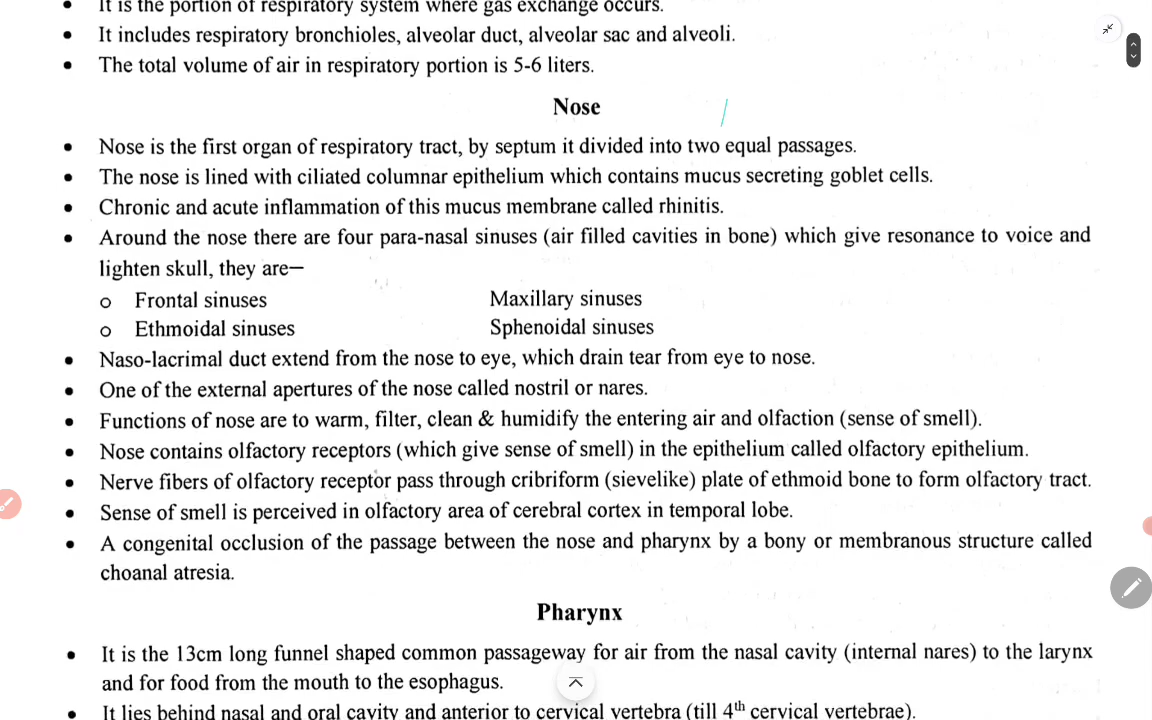 • It is the portion of respiratory system where gas exchange occurs.
• It includes respiratory bronchioles, alveolar duct, alveolar sac and alveoli.
• The total volume of air in respiratory portion is 5-6 liters.
Nose
• Nose is the first organ of respiratory tract, by septum it divided into two equal passages.
• The nose is lined with ciliated columnar epithelium which contains mucus secreting goblet cells.
• Chronic and acute inflammation of this mucus membrane called rhinitis.
• Around the nose there are four para-nasal sinuses (air filled cavities in bone) which give resonance to voice and
lighten skull, they are—
o Frontal sinuses Maxillary sinuses
o Ethmoidal sinuses Sphenoidal sinuses
• Naso-lacrimal duct extend from the nose to eye, which drain tear from eye to nose.
• One of the external apertures of the nose called nostril or nares.
• Functions of nose are to warm, filter, clean & humidify the entering air and olfaction (sense of smell).
• Nose contains olfactory receptors (which give sense of smell) in the epithelium called olfactory epithelium.
• Nerve fibers of olfactory receptor pass through cribriform (sievelike) plate of ethmoid bone to form olfactory tract.
• Sense of smell is perceived in olfactory area of cerebral cortex in temporal lobe.
• A congenital occlusion of the passage between the nose and pharynx by a bony or membranous structure called
choanal atresia.
Pharynx
• It is the 13cm long funnel shaped common passageway for air from the nasal cavity (internal nares) to the larynx
and for food from the mouth to the esophagus.
• It lies behind nasal and oral cavity and anterior to cervical vertebra (till 4th cervical vertebrae).